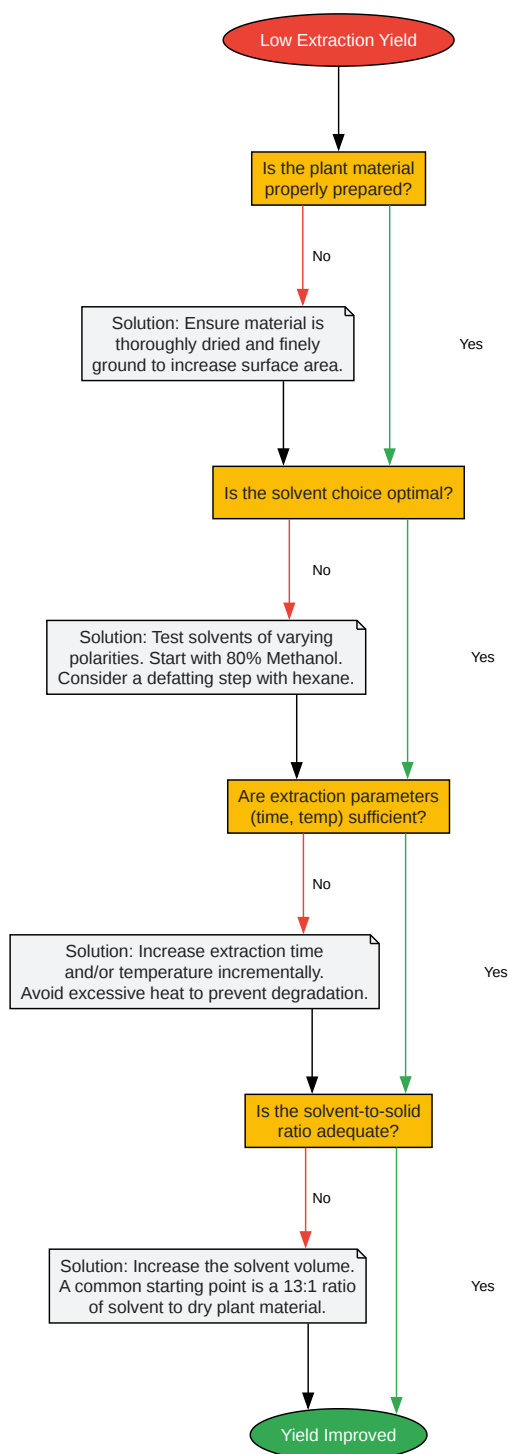 Low Extraction Yield
Is the plant material
properly prepared?
No
Solution: Ensure material is
thoroughly dried and finely
ground to increase surface area.
Yes
Is the solvent choice optimal?
No
Solution: Test solvents of varying
polarities. Start with 80% Methanol.
Consider a defatting step with hexane.
Yes
Are extraction parameters
(time, temp) sufficient?
No
Solution: Increase extraction time
and/or temperature incrementally.
Avoid excessive heat to prevent degradation.
Yes
Is the solvent-to-solid
ratio adequate?
No
Solution: Increase the solvent volume.
A common starting point is a 13:1 ratio
of solvent to dry plant material.
Yes
Yield Improved